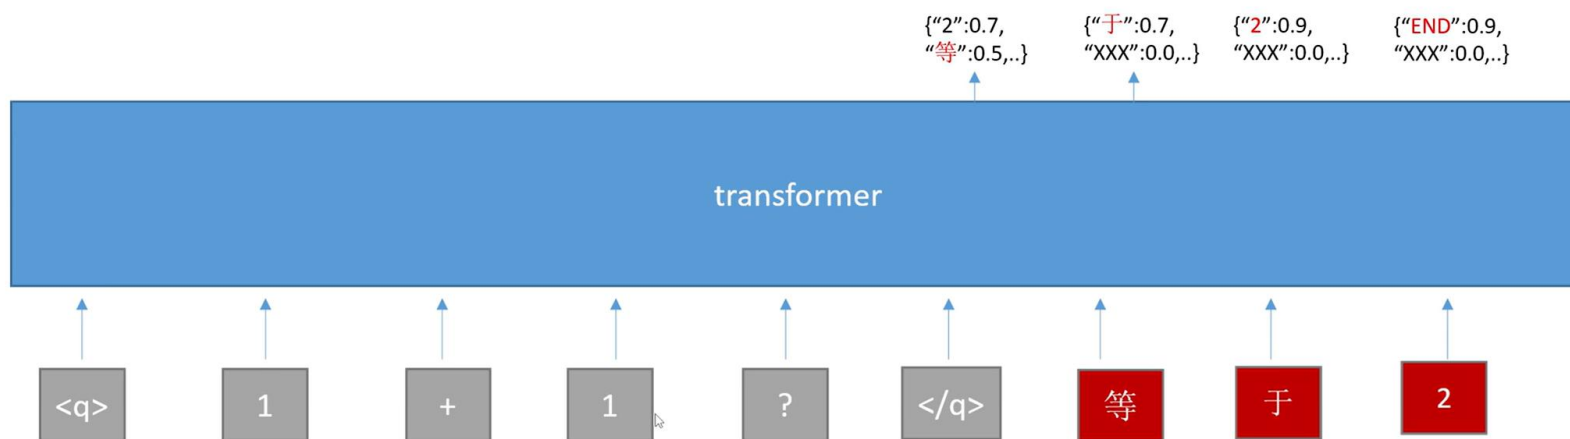 {“2”:0.7,
“等”:0.5,..}
{“于”:0.7,
“XXX”:0.0,..}
{“2”:0.9,
“XXX”:0.0,..}
{“END”:0.9,
“XXX”:0.0,..}
transformer
<q>
1
+
1
?
</q>
等
于
2